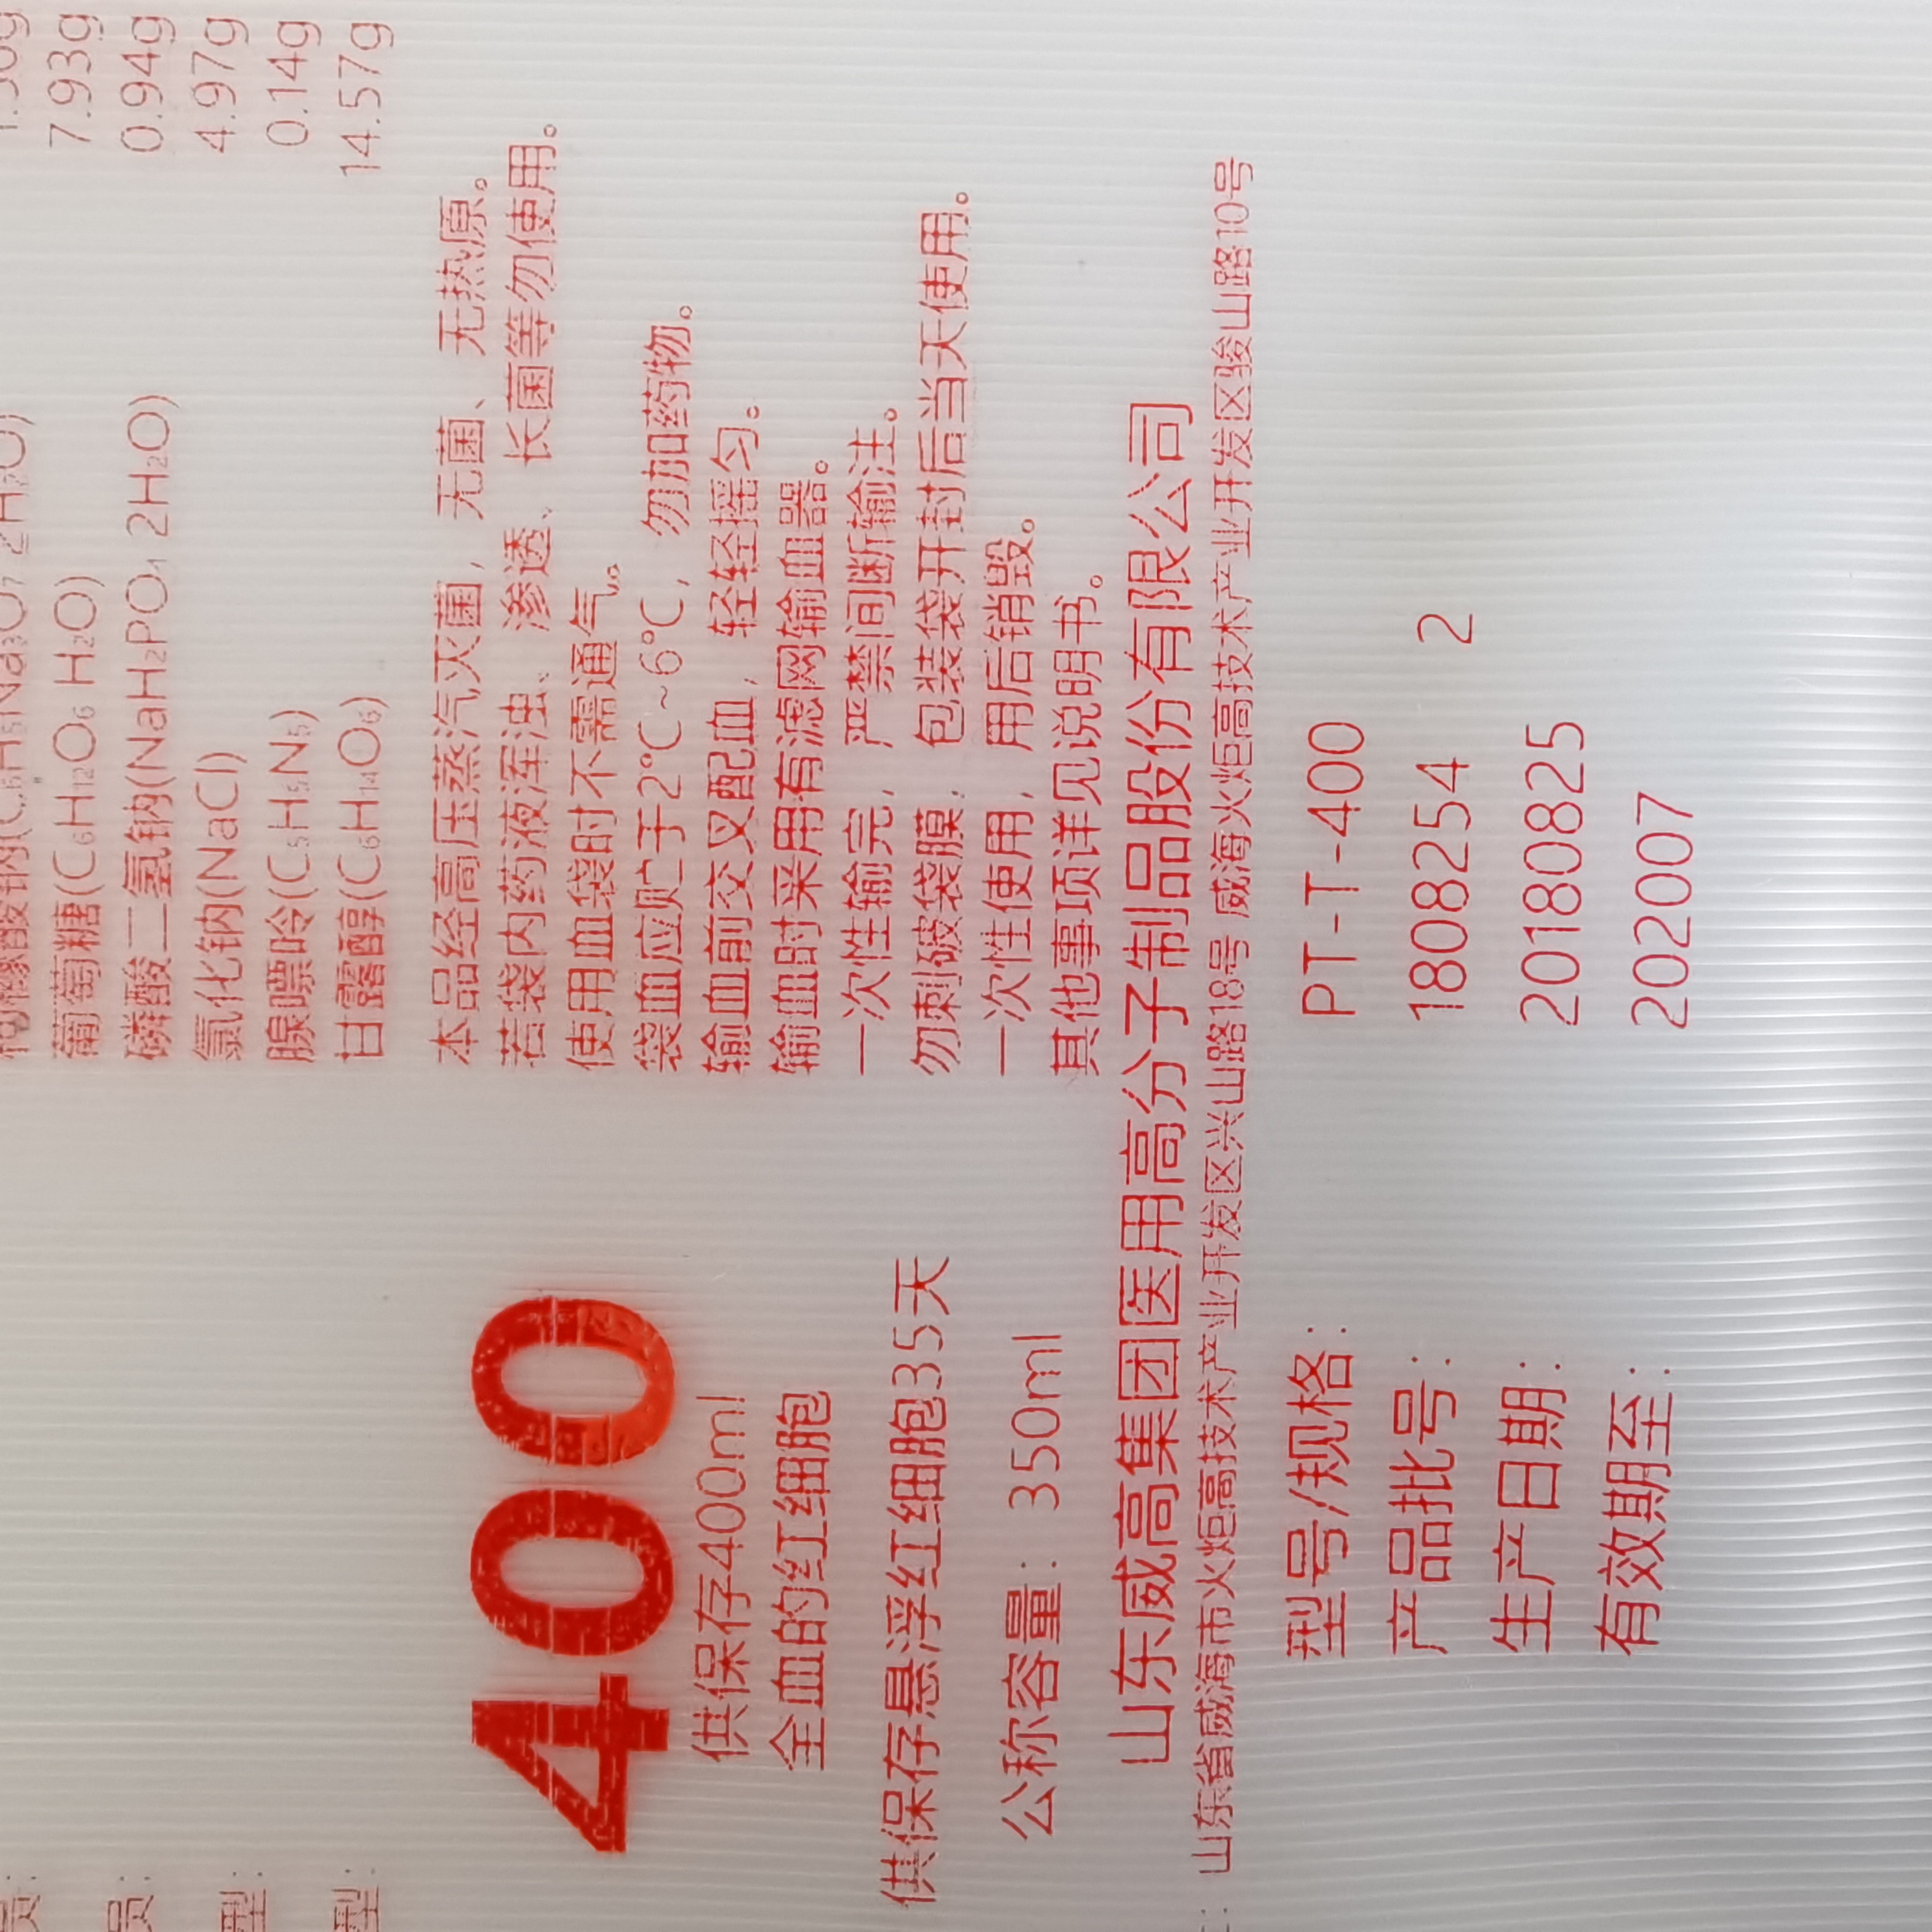 7.93g
葡萄糖(C₆H₁₂O₆ H₂O)
磷酸二氢钠(NaH₂PO₄ 2H₂O) 0.94g
氯化钠(NaCl) 4.97g
腺嘌呤(C₅H₅N₅) 0.14g
甘露醇(C₆H₁₄O₆) 14.57g
型:
型:
本品经高压蒸汽灭菌, 无菌、无热原。
若袋内药液浑浊、渗透、长菌等勿使用。
使用血袋时不需通气。
袋血应贮于2°C~6°C, 勿加药物。
输血前交叉配血, 轻轻摇匀。
输血时采用有滤网输血器。
一次性输完, 严禁间断输注。
勿刺破袋膜, 包装袋开封后当天使用。
一次性使用, 用后销毁。
其他事项详见说明书。
400
供保存400ml
全血的红细胞
供保存悬浮红细胞35天
公称容量: 350ml
山东威高集团医用高分子制品股份有限公司
山东省威海市火炬高技术产业开发区兴山路18号 威海火炬高技术产业开发区骏山路10号
型号/规格: PT-T-400
产品批号: 1808254 2
生产日期: 20180825
有效期至: 202007